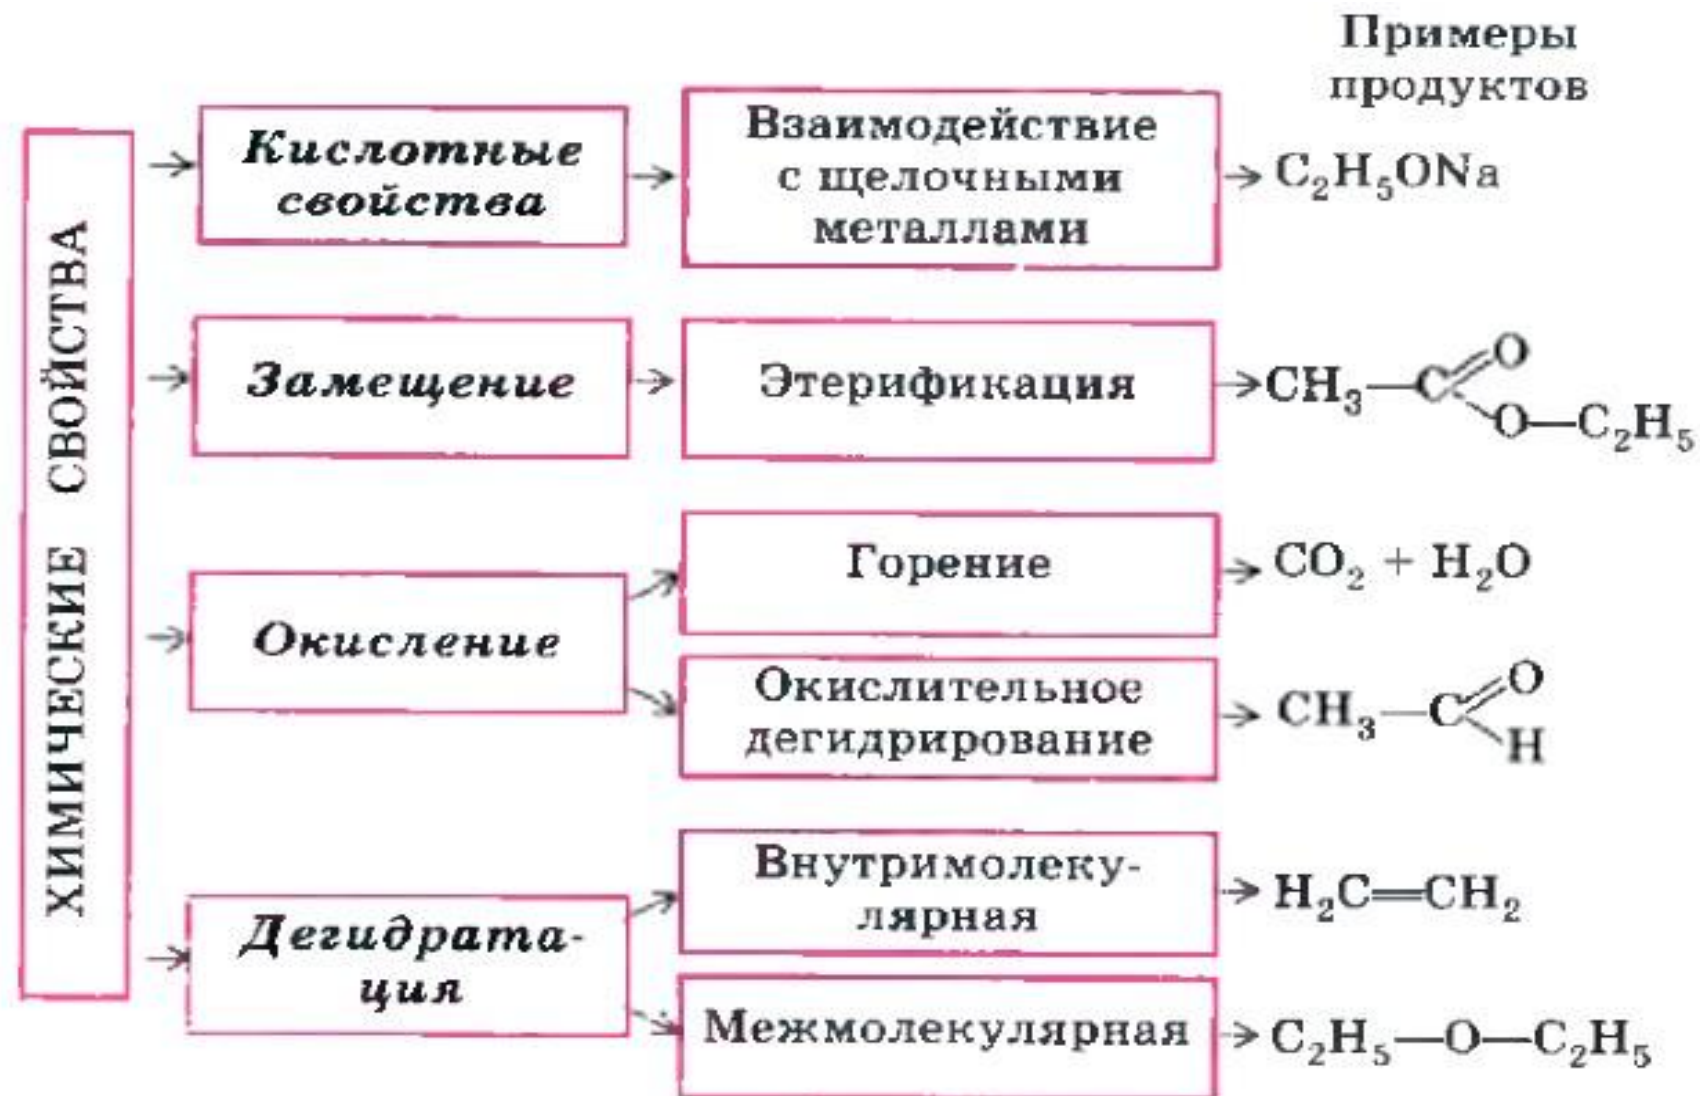 Примеры
продуктов
ХИМИЧЕСКИЕ СВОЙСТВА
Кислотные
свойства
Взаимодействие
с щелочными
металлами
C₂H₅ONa
Замещение
Этерификация
CH₃—C
O
O—C₂H₅
Окисление
Горение
CO₂ + H₂O
Окислительное
дегидрирование
CH₃—C
O
H
Дегидрата-
ция
Внутримолеку-
лярная
H₂C=CH₂
Межмолекулярная
C₂H₅—O—C₂H₅